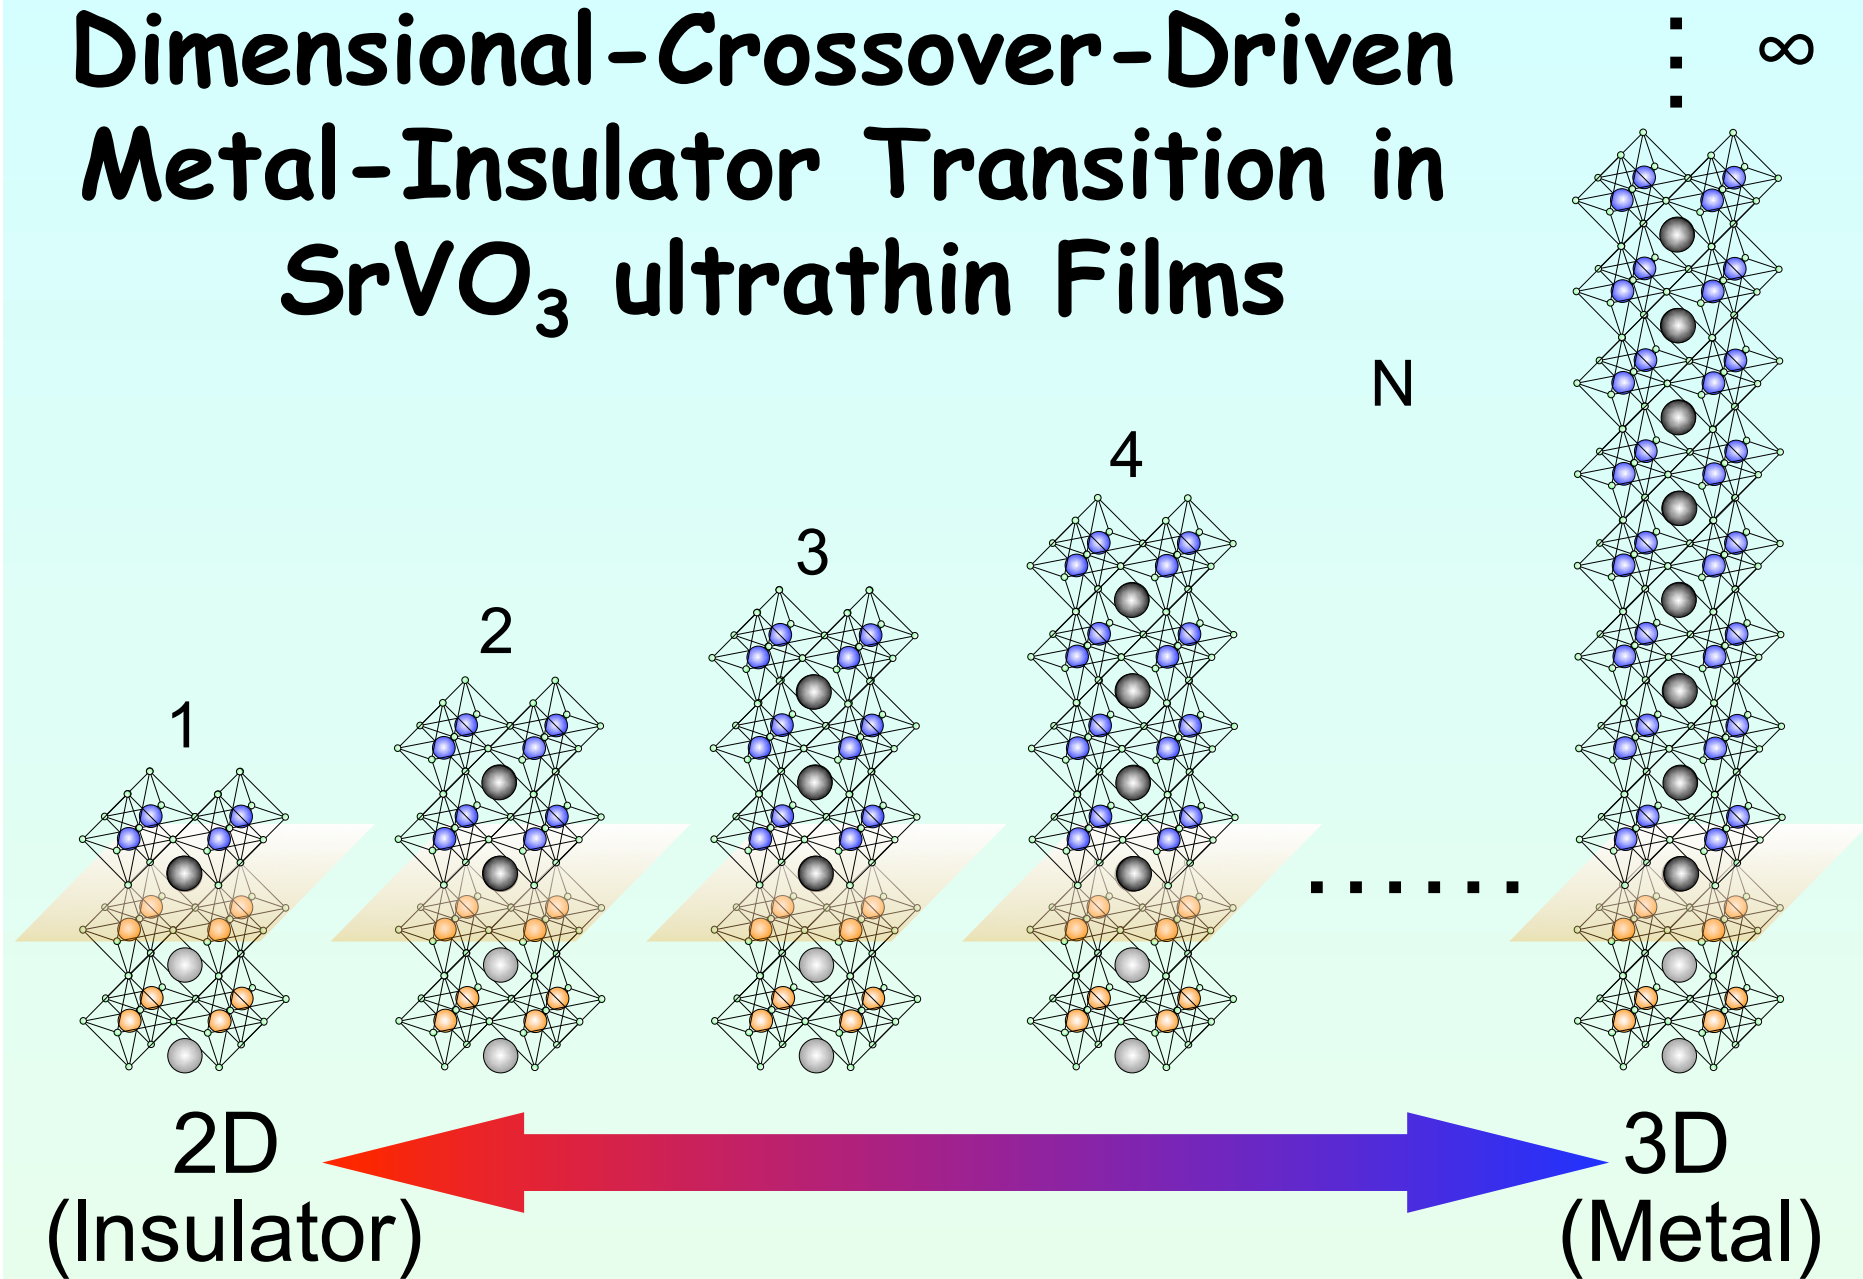 Dimensional-Crossover-Driven
Metal-Insulator Transition in
SrVO₃ ultrathin Films
∞
N
4
3
2
1
2D
(Insulator)
3D
(Metal)